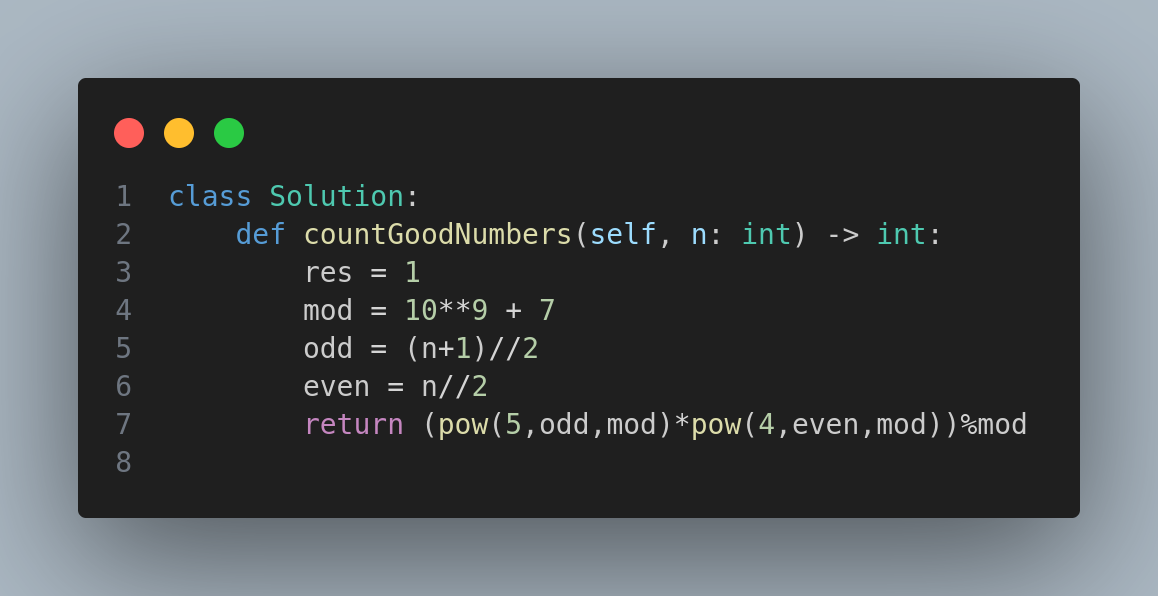 1 class Solution:
2     def countGoodNumbers(self, n: int) -> int:
3         res = 1
4         mod = 10**9 + 7
5         odd = (n+1)//2
6         even = n//2
7         return (pow(5,odd,mod)*pow(4,even,mod))%mod
8